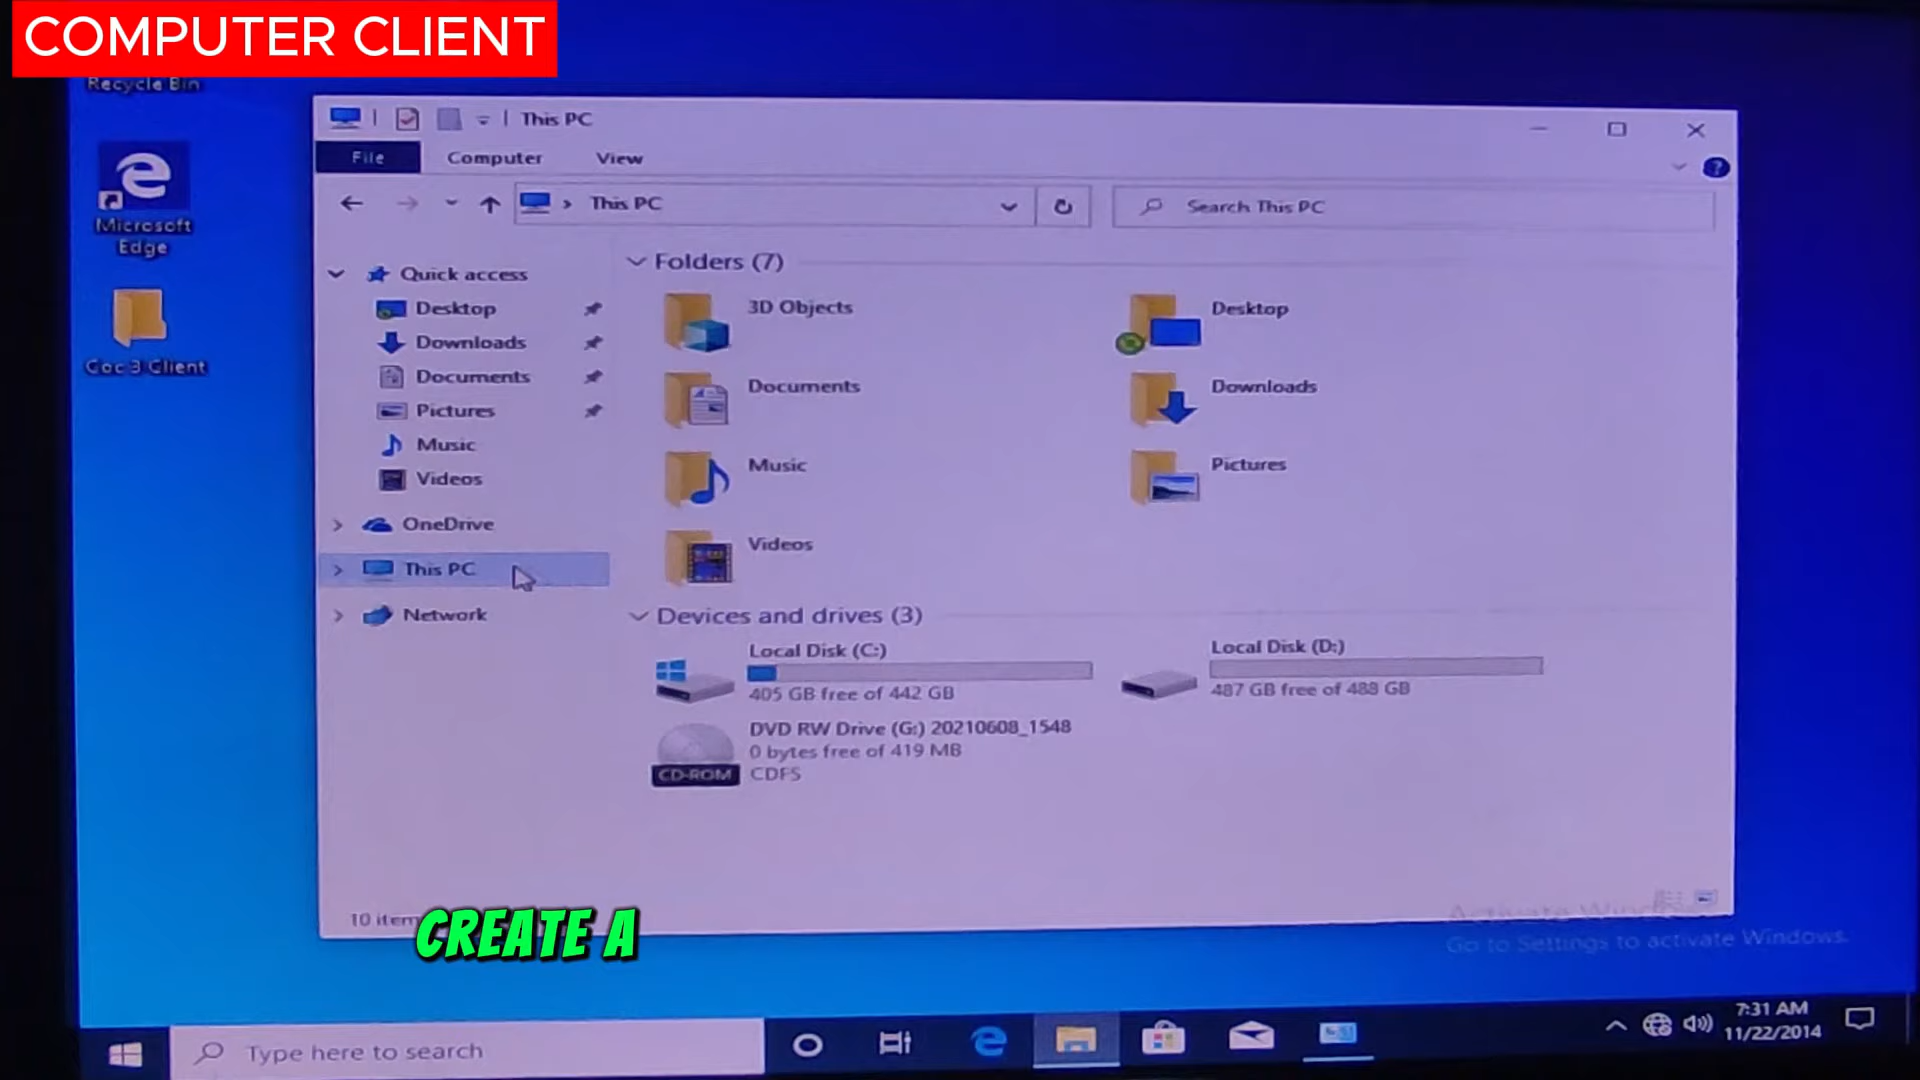 COMPUTER CLIENT
Recycle Bin
Microsoft
Edge
Coc 3 Client
This PC
File
Computer
View
This PC
Search This PC
Quick access
Desktop
Downloads
Documents
Pictures
Music
Videos
OneDrive
This PC
Network
Folders (7)
3D Objects
Desktop
Documents
Downloads
Music
Pictures
Videos
Devices and drives (3)
Local Disk (C:)
405 GB free of 442 GB
Local Disk (D:)
487 GB free of 488 GB
DVD RW Drive (G:) 20210608_1548
0 bytes free of 419 MB
CDFS
CD-ROM
10 item
CREATE A
Activate Windows
Go to Settings to activate Windows.
Type here to search
7:31 AM
11/22/2014